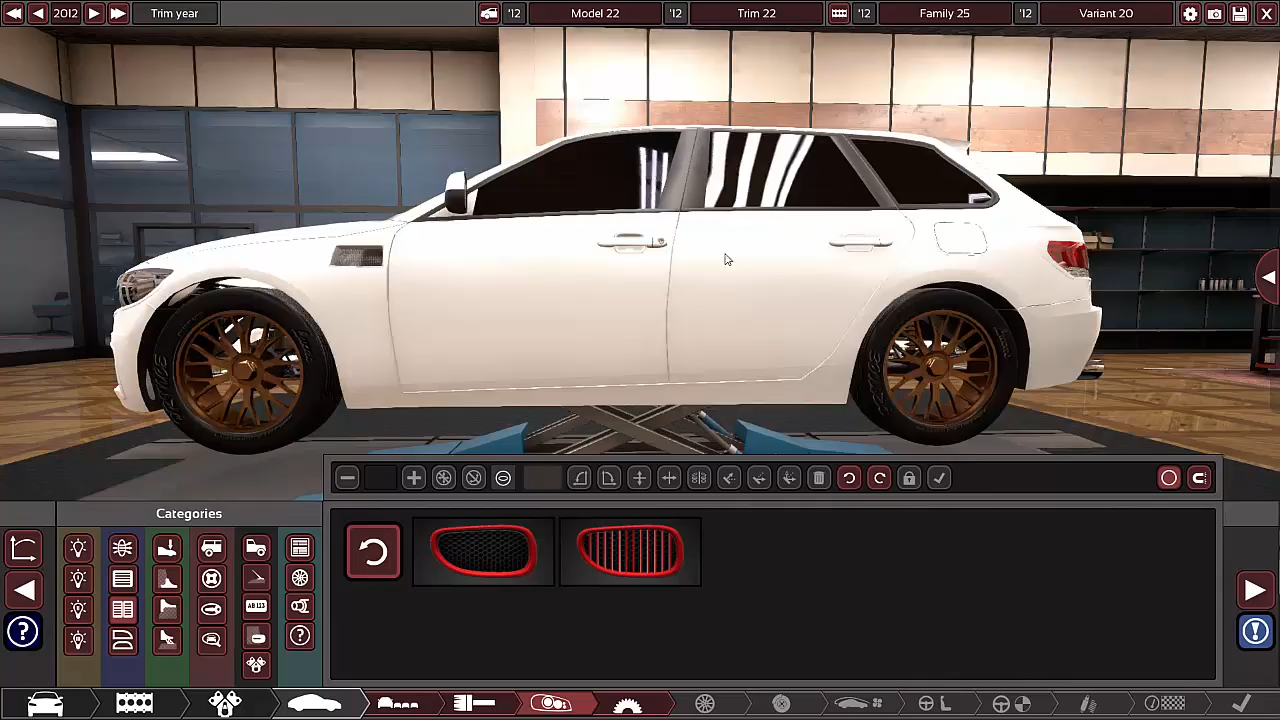 2012
Trim year
'12
Model 22
'12
Trim 22
'12
Family 25
'12
Variant 20
Categories
AB 123
?
?